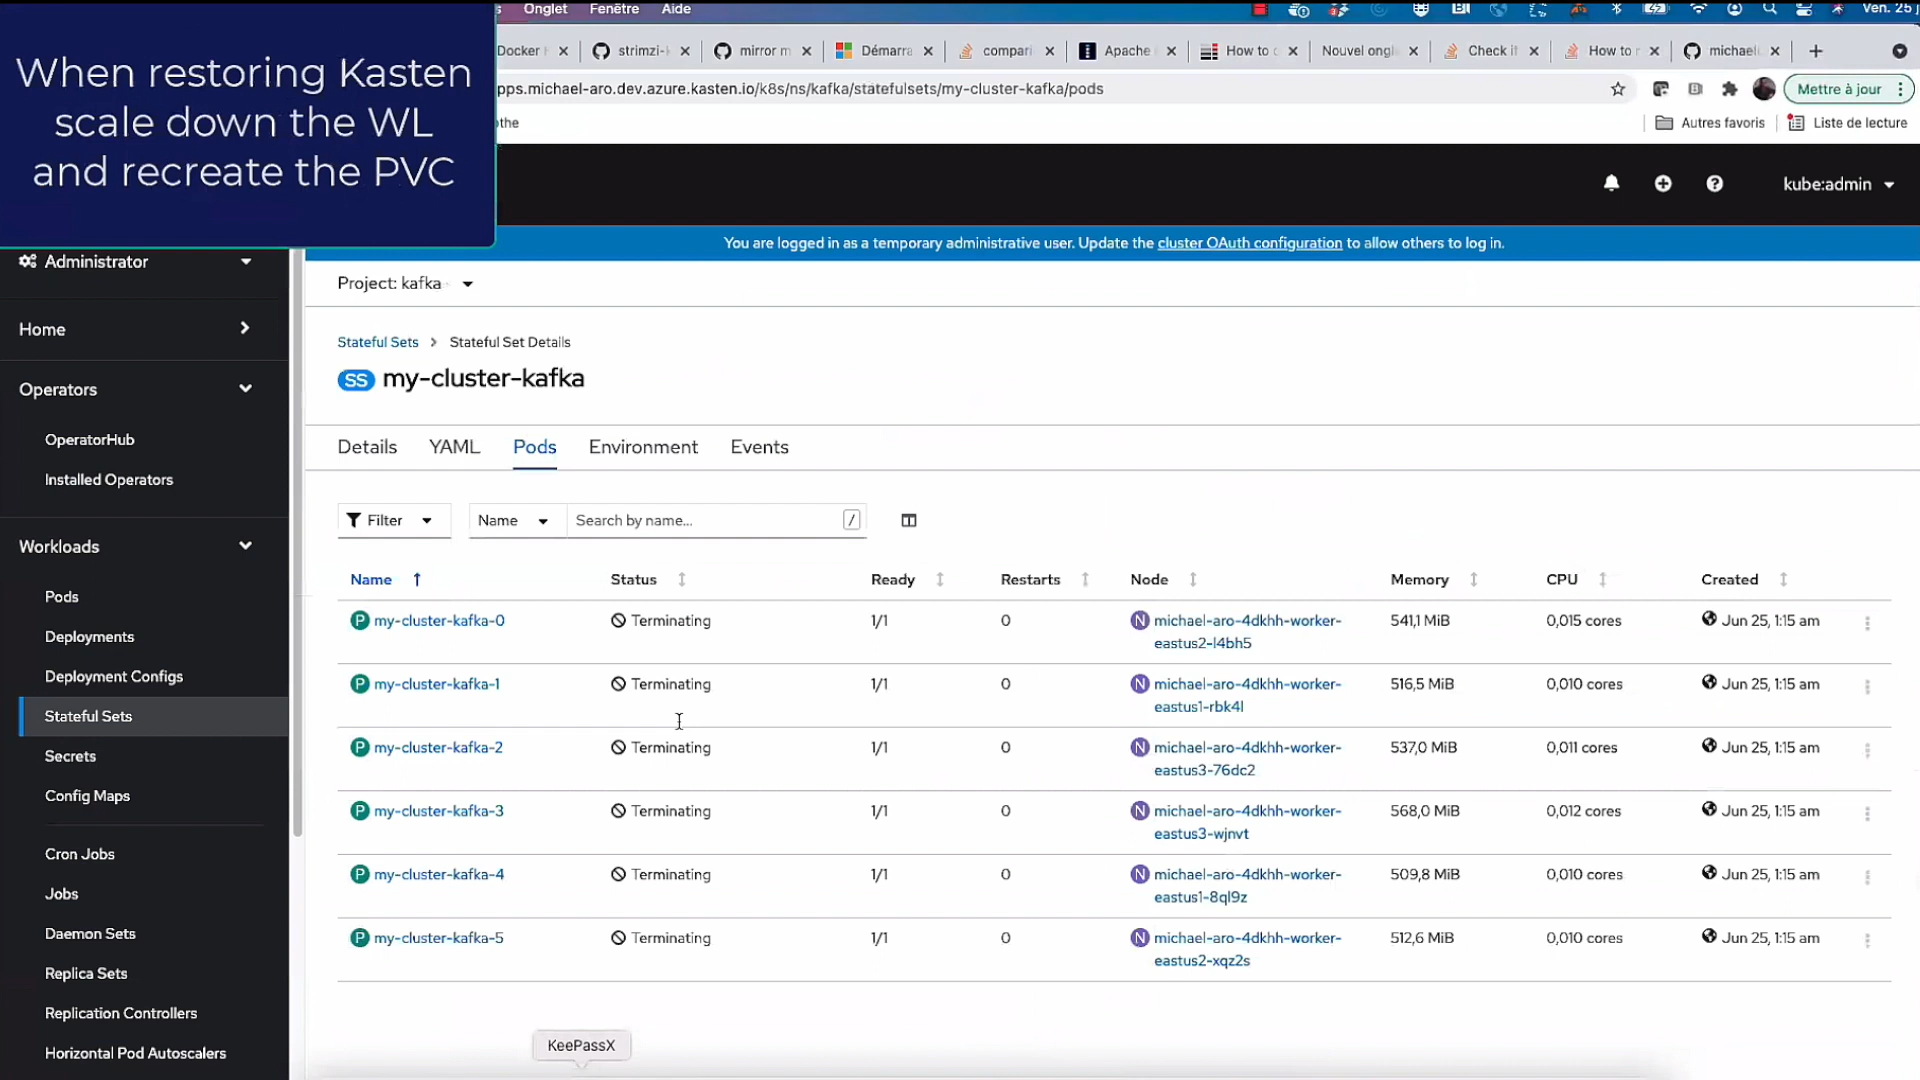 Onglet Fenêtre Aide
Ven. 25 j
When restoring Kasten
scale down the WL
and recreate the PVC
Docker
strimzi-
mirror m
Démarra
compari
Apache
How to c
Nouvel ongl
Check if
How to r
michael
pps.michael-aro.dev.azure.kasten.io/k8s/ns/kafka/statefulsets/my-cluster-kafka/pods
Mettre à jour
othe
Autres favoris
Liste de lecture
kube:admin
You are logged in as a temporary administrative user. Update the cluster OAuth configuration to allow others to log in.
Administrator
Home
Operators
OperatorHub
Installed Operators
Workloads
Pods
Deployments
Deployment Configs
Stateful Sets
Secrets
Config Maps
Cron Jobs
Jobs
Daemon Sets
Replica Sets
Replication Controllers
Horizontal Pod Autoscalers
Project: kafka
Stateful Sets > Stateful Set Details
SS my-cluster-kafka
Details YAML Pods Environment Events
Filter Name Search by name... /
Name Status Ready Restarts Node Memory CPU Created
P my-cluster-kafka-0 Terminating 1/1 0 N michael-aro-4dkhh-worker- 541,1 MiB 0,015 cores Jun 25, 1:15 am
eastus2-l4bh5
P my-cluster-kafka-1 Terminating 1/1 0 N michael-aro-4dkhh-worker- 516,5 MiB 0,010 cores Jun 25, 1:15 am
eastus1-rbk4l
P my-cluster-kafka-2 Terminating 1/1 0 N michael-aro-4dkhh-worker- 537,0 MiB 0,011 cores Jun 25, 1:15 am
eastus3-76dc2
P my-cluster-kafka-3 Terminating 1/1 0 N michael-aro-4dkhh-worker- 568,0 MiB 0,012 cores Jun 25, 1:15 am
eastus3-wjnvt
P my-cluster-kafka-4 Terminating 1/1 0 N michael-aro-4dkhh-worker- 509,8 MiB 0,010 cores Jun 25, 1:15 am
eastus1-8ql9z
P my-cluster-kafka-5 Terminating 1/1 0 N michael-aro-4dkhh-worker- 512,6 MiB 0,010 cores Jun 25, 1:15 am
eastus2-xqz2s
KeePassX